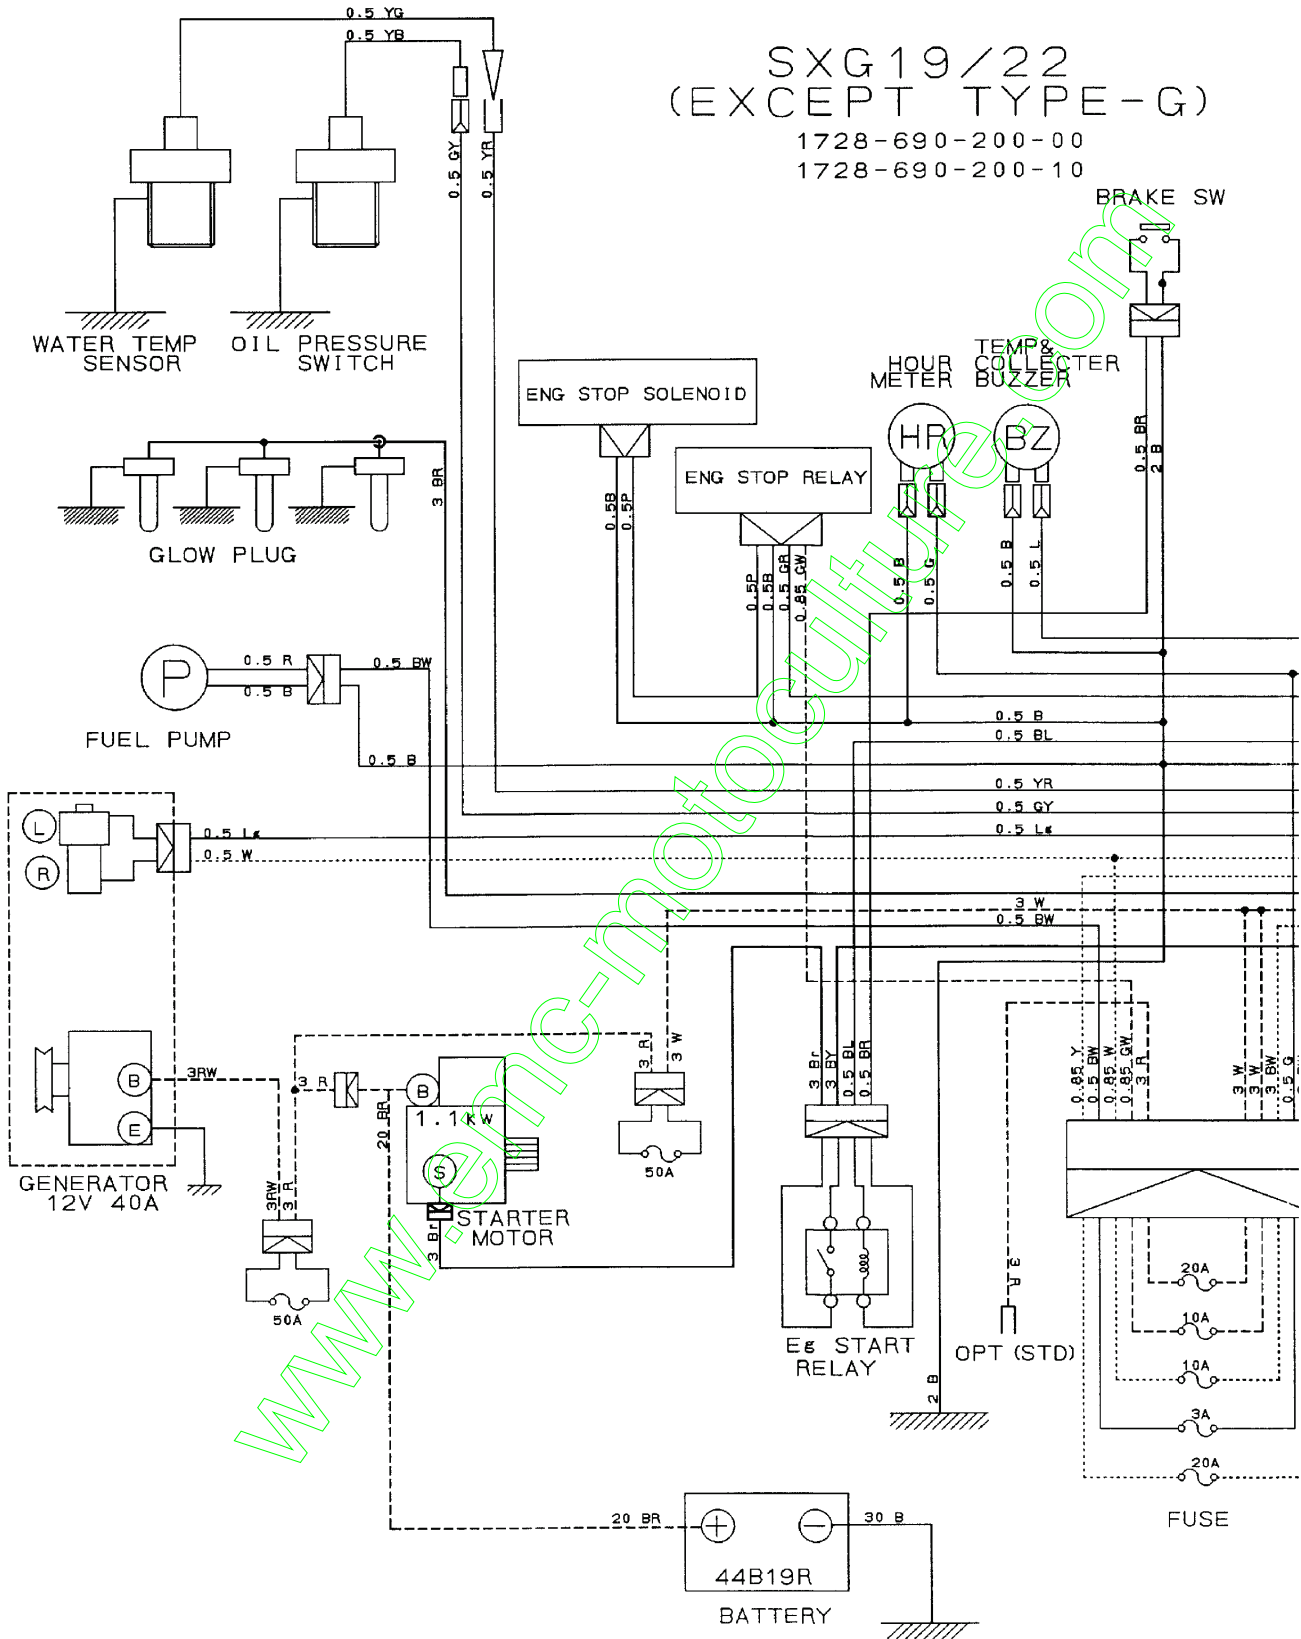 0.5 YG
0.5 YB
SXG19/22
(EXCEPT TYPE-G)
1728-690-200-00
1728-690-200-10
0.5 GY
0.5 YR
BRAKE SW
WATER TEMP
SENSOR
OIL PRESSURE
SWITCH
ENG STOP SOLENOID
HOUR
METER
TEMP&
COLLECTER
BUZZER
HR
BZ
0.5 BR
2 B
3 BR
ENG STOP RELAY
0.5B
0.5P
GLOW PLUG
0.5P
0.5B
0.5 GR
0.85 GW
0.5 B
0.5 G
0.5 B
0.5 L
P
0.5 R
0.5 B
0.5 BW
FUEL PUMP
0.5 B
0.5 B
0.5 BL
0.5 YR
0.5 GY
0.5 Lg
L
R
0.5 Lg
0.5 W
3 W
0.5 BW
B
E
3RW
GENERATOR
12V 40A
3RW
3 R
50A
3 R
20 BR
B
1.1KW
S
3 Br
STARTER
MOTOR
3 R
3 W
50A
3 Br
3 BY
0.5 BL
0.5 BR
Eg START
RELAY
2 B
3 R
OPT (STD)
0.85 Y
0.5 BW
0.85 W
0.85 GW
3 R
3 W
3 W
3 BW
0.5 G
20A
10A
10A
3A
20A
FUSE
20 BR
+
−
30 B
44B19R
BATTERY
www.emc-motoculture.com